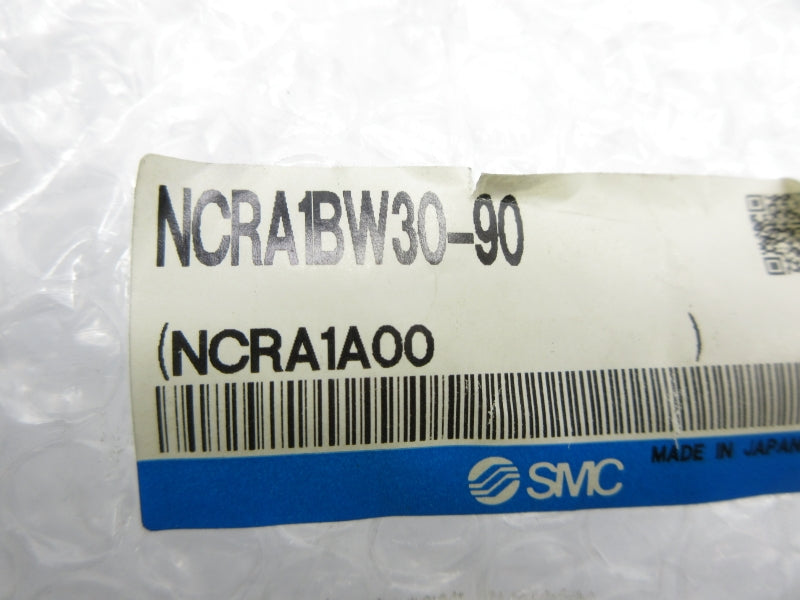 NCRA1BW30-90
(NCRA1A00 )
MADE IN JAPAN
SMC